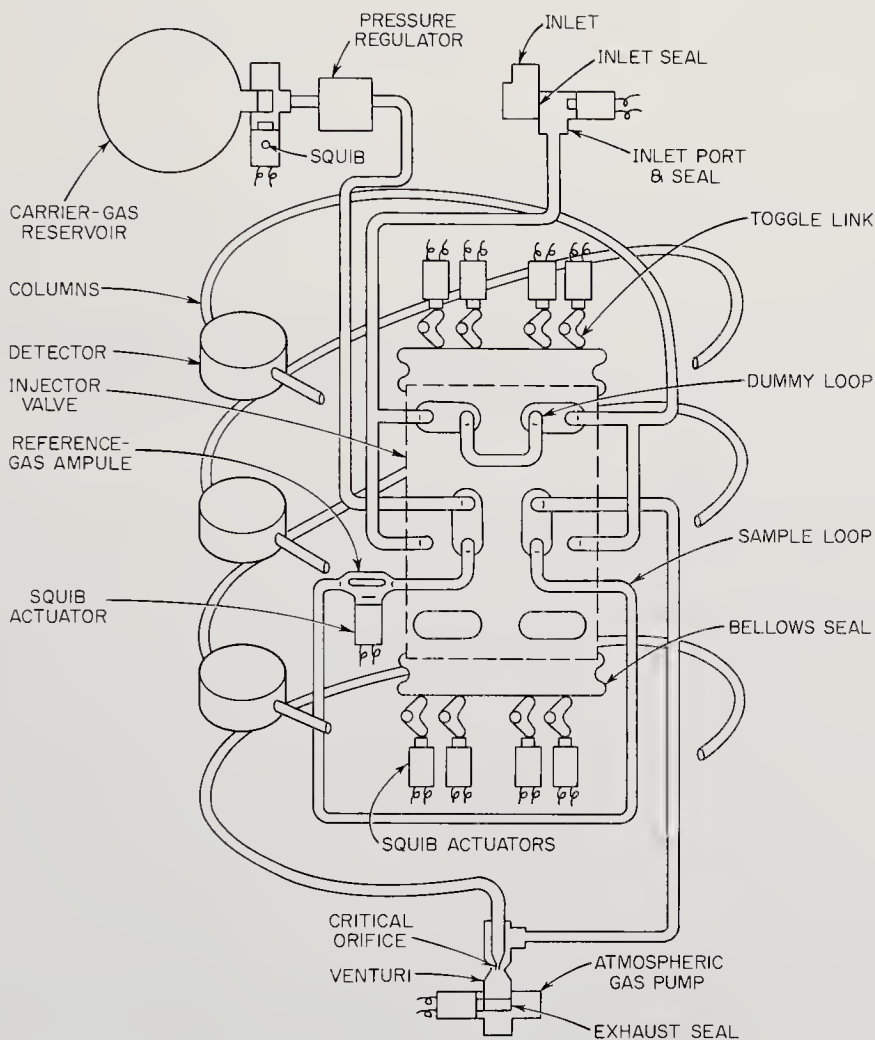 PRESSURE
REGULATOR
INLET
INLET SEAL
SQUIB
INLET PORT
& SEAL
CARRIER-GAS
RESERVOIR
TOGGLE LINK
COLUMNS
DETECTOR
INJECTOR
VALVE
DUMMY LOOP
REFERENCE-
GAS AMPULE
SAMPLE LOOP
SQUIB
ACTUATOR
BELLOWS SEAL
SQUIB ACTUATORS
CRITICAL
ORIFICE
VENTURI
ATMOSPHERIC
GAS PUMP
EXHAUST SEAL